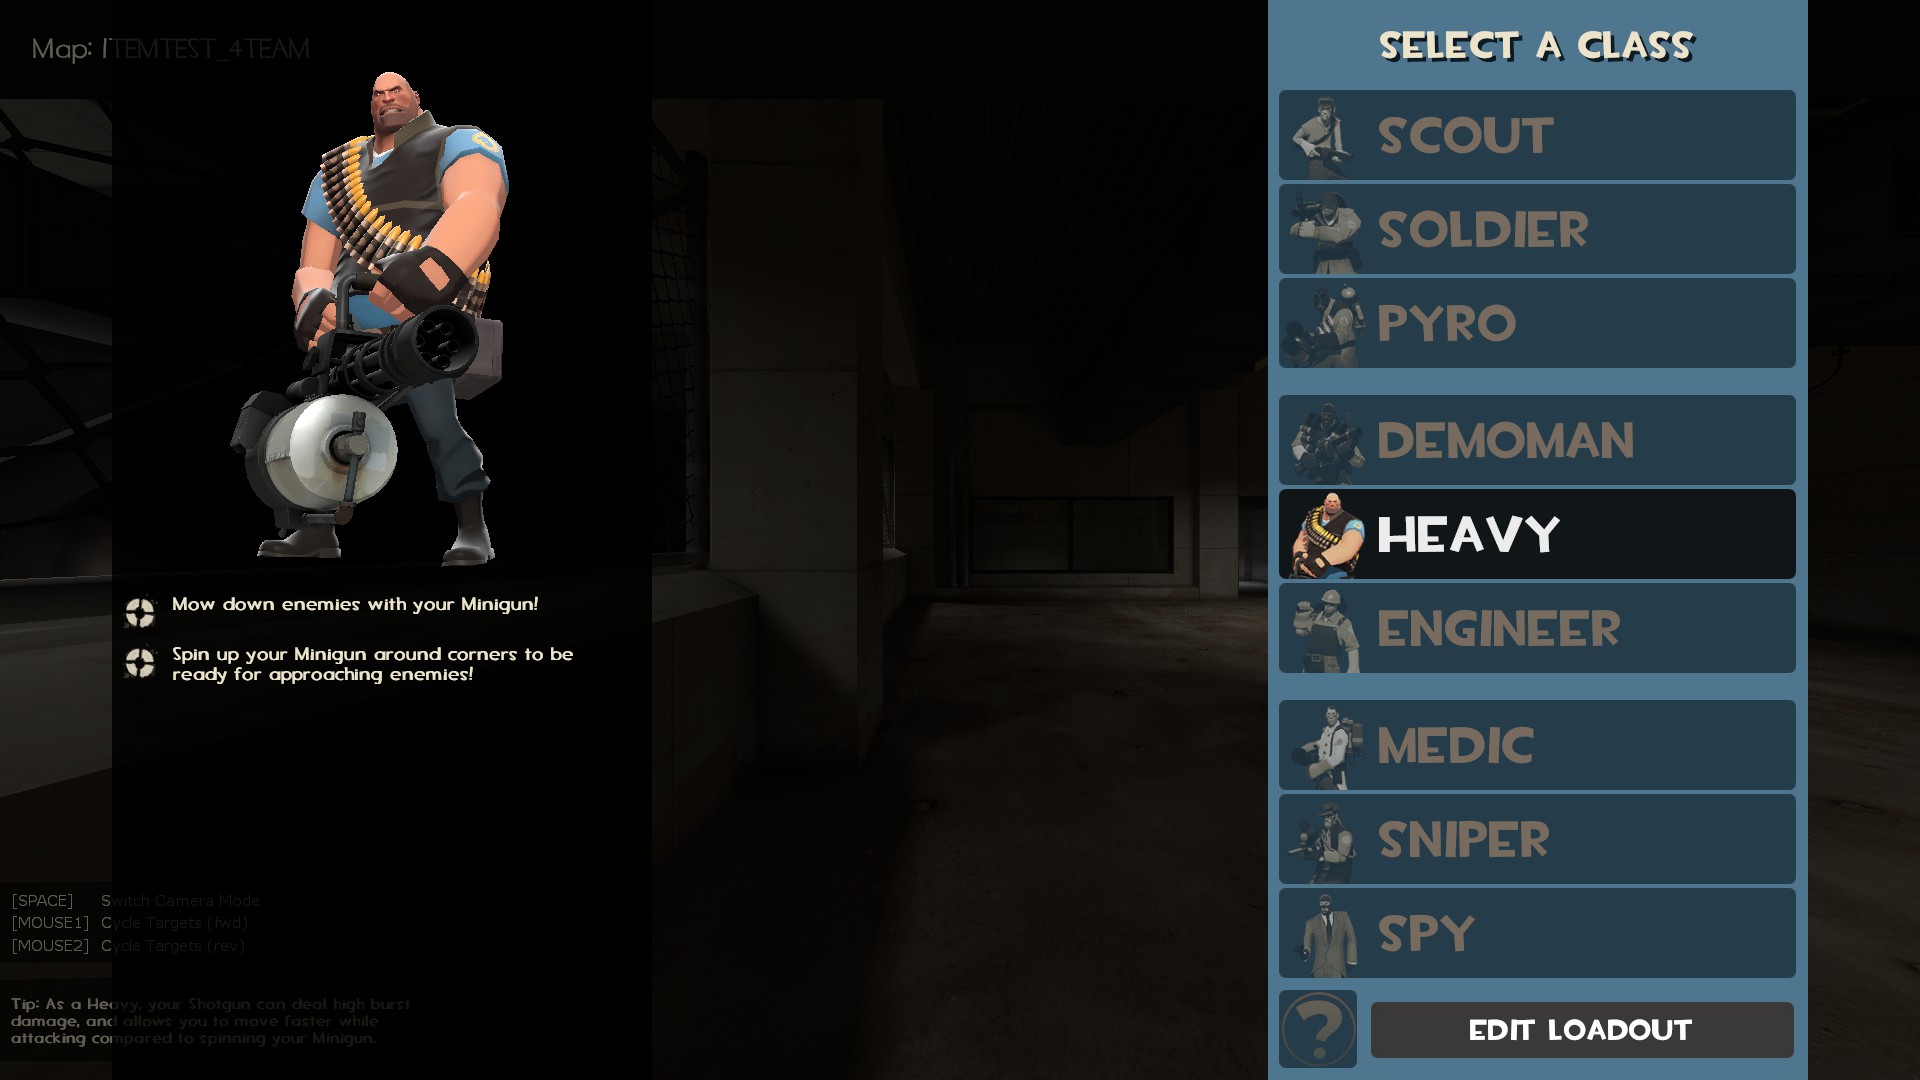 Map: ITEMTEST_4TEAM
Mow down enemies with your Minigun!
Spin up your Minigun around corners to be
ready for approaching enemies!
[SPACE] Switch Camera Mode
[MOUSE1] Cycle Targets (fwd)
[MOUSE2] Cycle Targets (rev)
Tip: As a Heavy, your Shotgun can deal high burst
damage, and allows you to move faster while
attacking compared to spinning your Minigun.
SELECT A CLASS
SCOUT
SOLDIER
PYRO
DEMOMAN
HEAVY
ENGINEER
MEDIC
SNIPER
SPY
?
EDIT LOADOUT